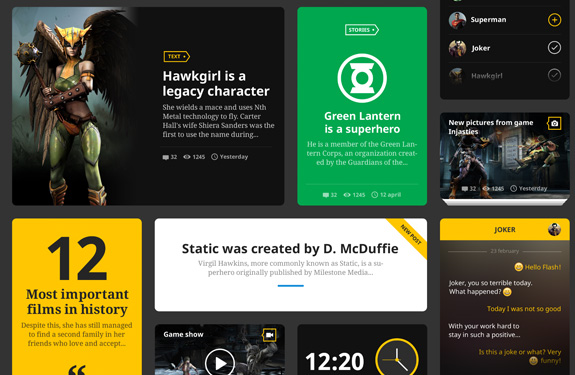 TEXT
Hawkgirl is a
legacy character
She wields a mace and uses Nth
Metal technology to fly. Carter
Hall's wife Shiera Sanders was the
first to use the name during...
32 1245 Yesterday
STORIES
Green Lantern
is a superhero
He is a member of the Green Lan-
tern Corps, an organization creat-
ed by the Guardians of the...
32 1245 12 april
Superman
Joker
Hawkgirl
New pictures from game
Injasties
32 1245 Yesterday
12
Most important
films in history
Despite this, she has still managed
to find a second family in her
friends who love and accept...
“
NEW POST
Static was created by D. McDuffie
Virgil Hawkins, more commonly known as Static, is a su-
perhero originally published by Milestone Media...
Game show
12:20
JOKER
23 february
Hello Flash!
Joker, you so terrible today.
What happened?
Today I was not so good
With your work hard to
stay in such a positive...
Is this a joke or what? Very
funny!